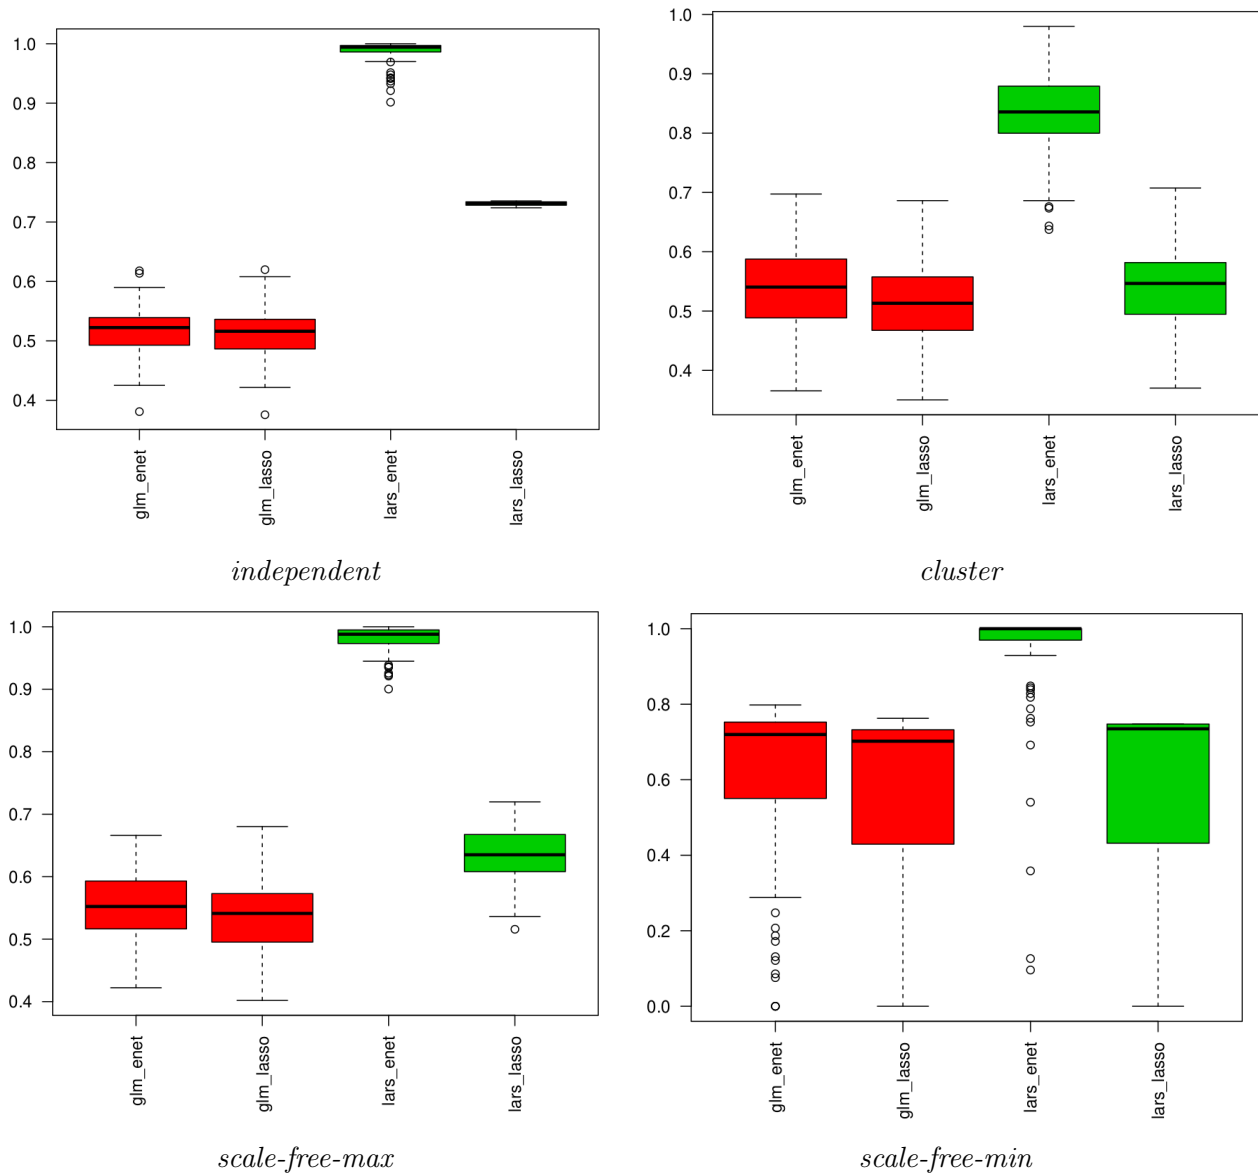 1.0
0.9
0.8
0.7
0.6
0.5
0.4
glm_enet
glm_lasso
lars_enet
lars_lasso
independent
1.0
0.9
0.8
0.7
0.6
0.5
0.4
glm_enet
glm_lasso
lars_enet
lars_lasso
cluster
1.0
0.9
0.8
0.7
0.6
0.5
0.4
glm_enet
glm_lasso
lars_enet
lars_lasso
scale-free-max
1.0
0.8
0.6
0.4
0.2
0.0
glm_enet
glm_lasso
lars_enet
lars_lasso
scale-free-min